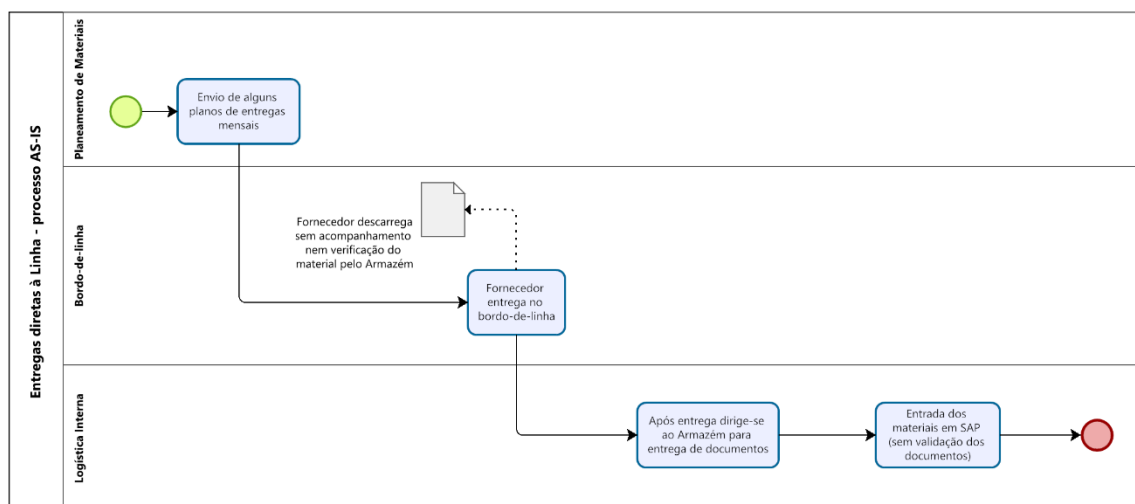 Entregas diretas à Linha - processo AS-IS
Planeamento de Materiais
Envio de alguns
planos de entregas
mensais
Bordo-de-linha
Fornecedor descarrega
sem acompanhamento
nem verificação do
material pelo Armazém
Fornecedor
entrega no
bordo-de-linha
Logística Interna
Após entrega dirige-se
ao Armazém para
entrega de documentos
Entrada dos
materiais em SAP
(sem validação dos
documentos)